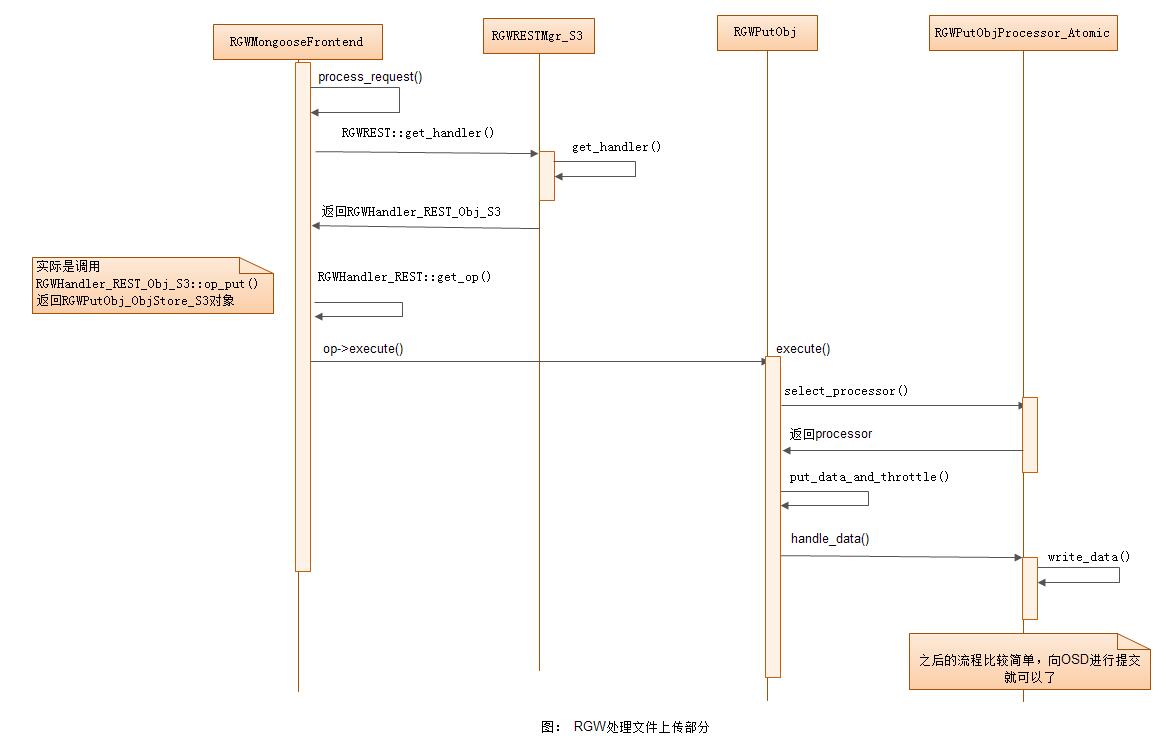 RGWMongooseFrontend
RGWRESTMgr_S3
RGWPutObj
RGWPutObjProcessor_Atomic
process_request()
RGWREST::get_handler()
get_handler()
返回RGWHandler_REST_Obj_S3
实际是调用
RGWHandler_REST_Obj_S3::op_put()
返回RGWPutObj_ObjStore_S3对象
RGWHandler_REST::get_op()
op->execute()
execute()
select_processor()
返回processor
put_data_and_throttle()
handle_data()
write_data()
之后的流程比较简单，向OSD进行提交
就可以了
图： RGW处理文件上传部分